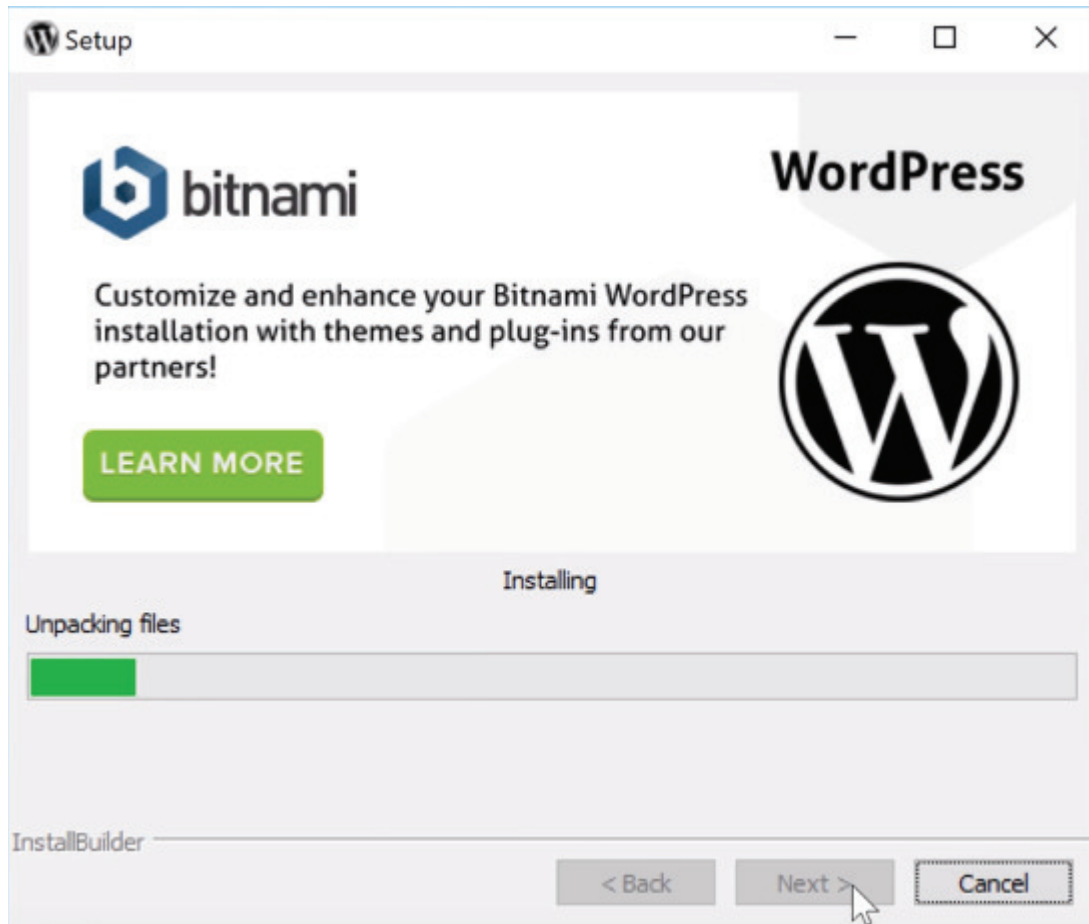 Setup
bitnami
WordPress
Customize and enhance your Bitnami WordPress
installation with themes and plug-ins from our
partners!
LEARN MORE
Installing
Unpacking files
InstallBuilder
< Back Next > Cancel